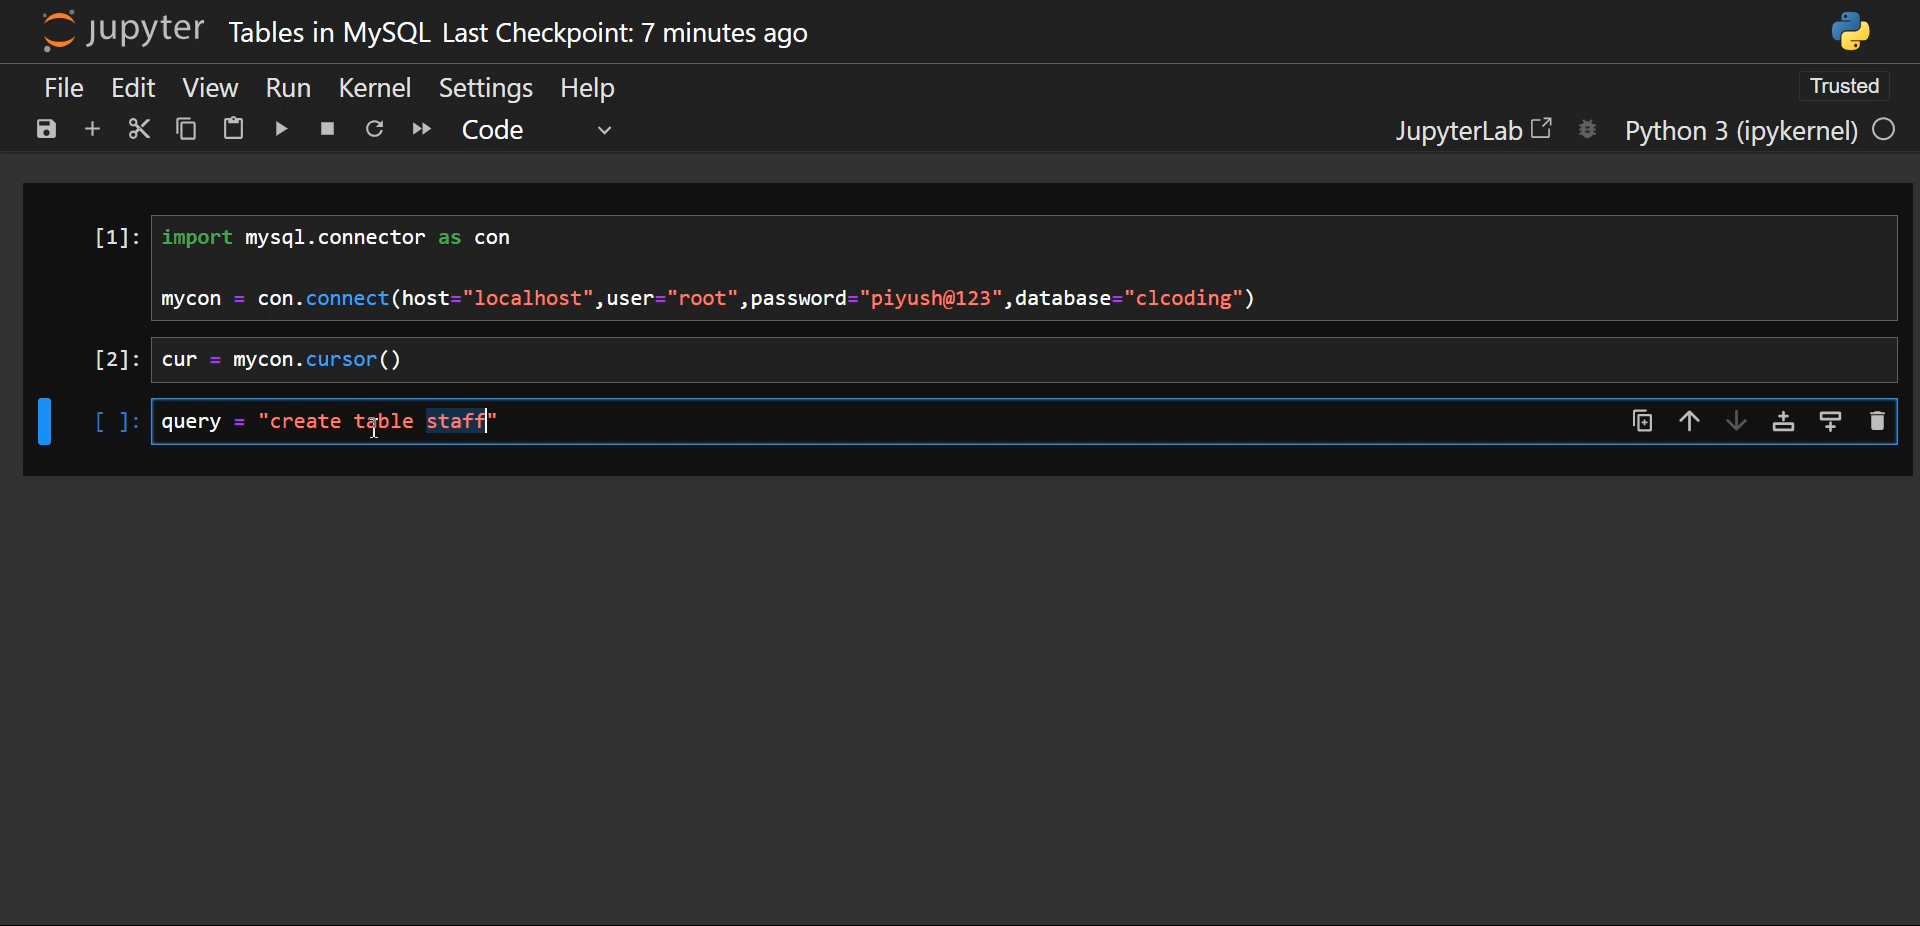 jupyter Tables in MySQL Last Checkpoint: 7 minutes ago
File Edit View Run Kernel Settings Help Trusted
Code JupyterLab Python 3 (ipykernel)
[1]: import mysql.connector as con
mycon = con.connect(host="localhost",user="root",password="piyush@123",database="clcoding")
[2]: cur = mycon.cursor()
[ ]: query = "create table staff"